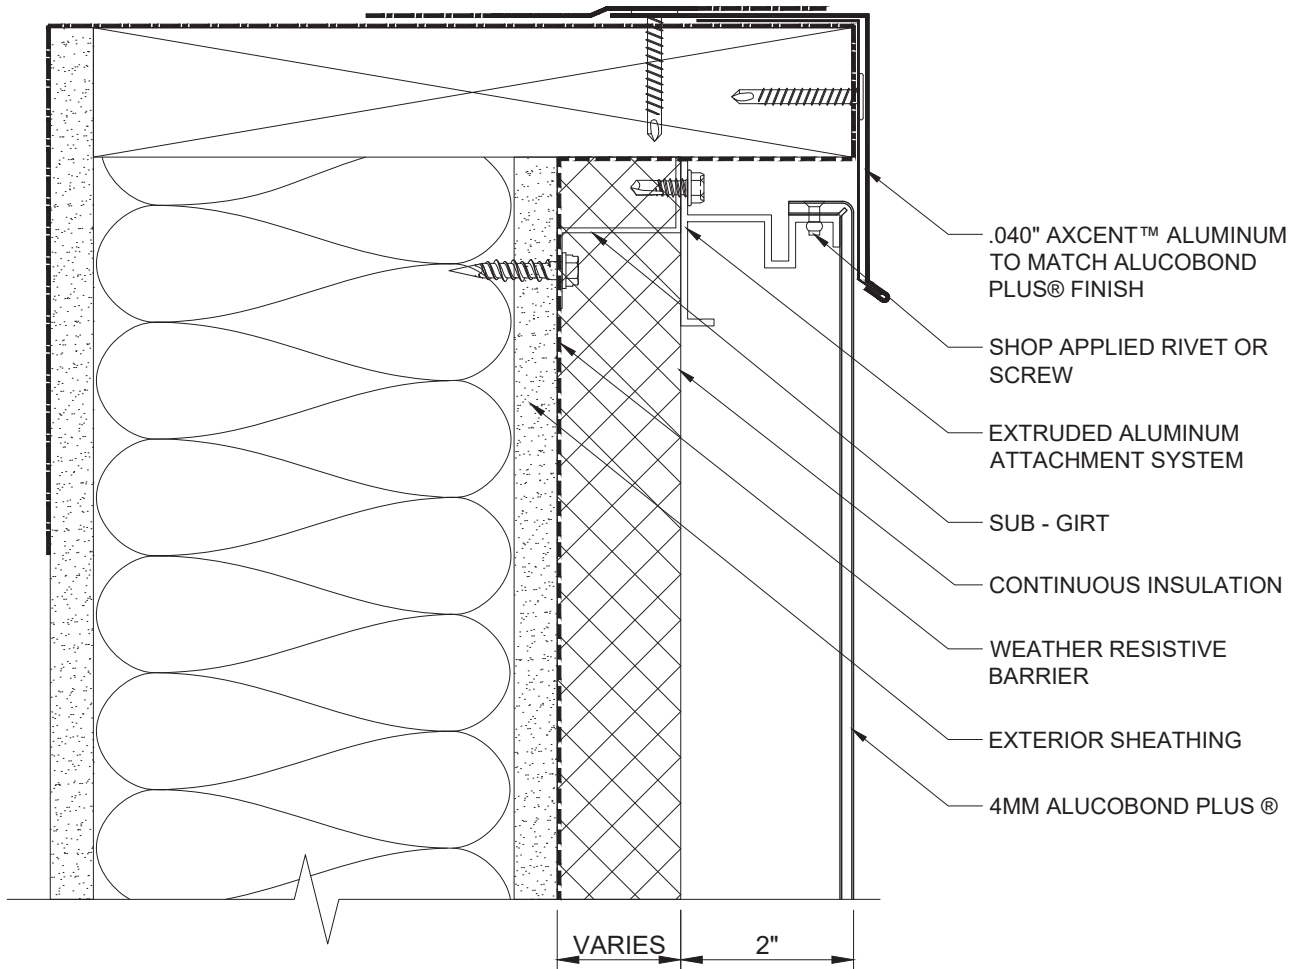 .040" AXCENT™ ALUMINUM
TO MATCH ALUCOBOND
PLUS® FINISH
SHOP APPLIED RIVET OR
SCREW
EXTRUDED ALUMINUM
ATTACHMENT SYSTEM
SUB - GIRT
CONTINUOUS INSULATION
WEATHER RESISTIVE
BARRIER
EXTERIOR SHEATHING
4MM ALUCOBOND PLUS ®
VARIES
2"